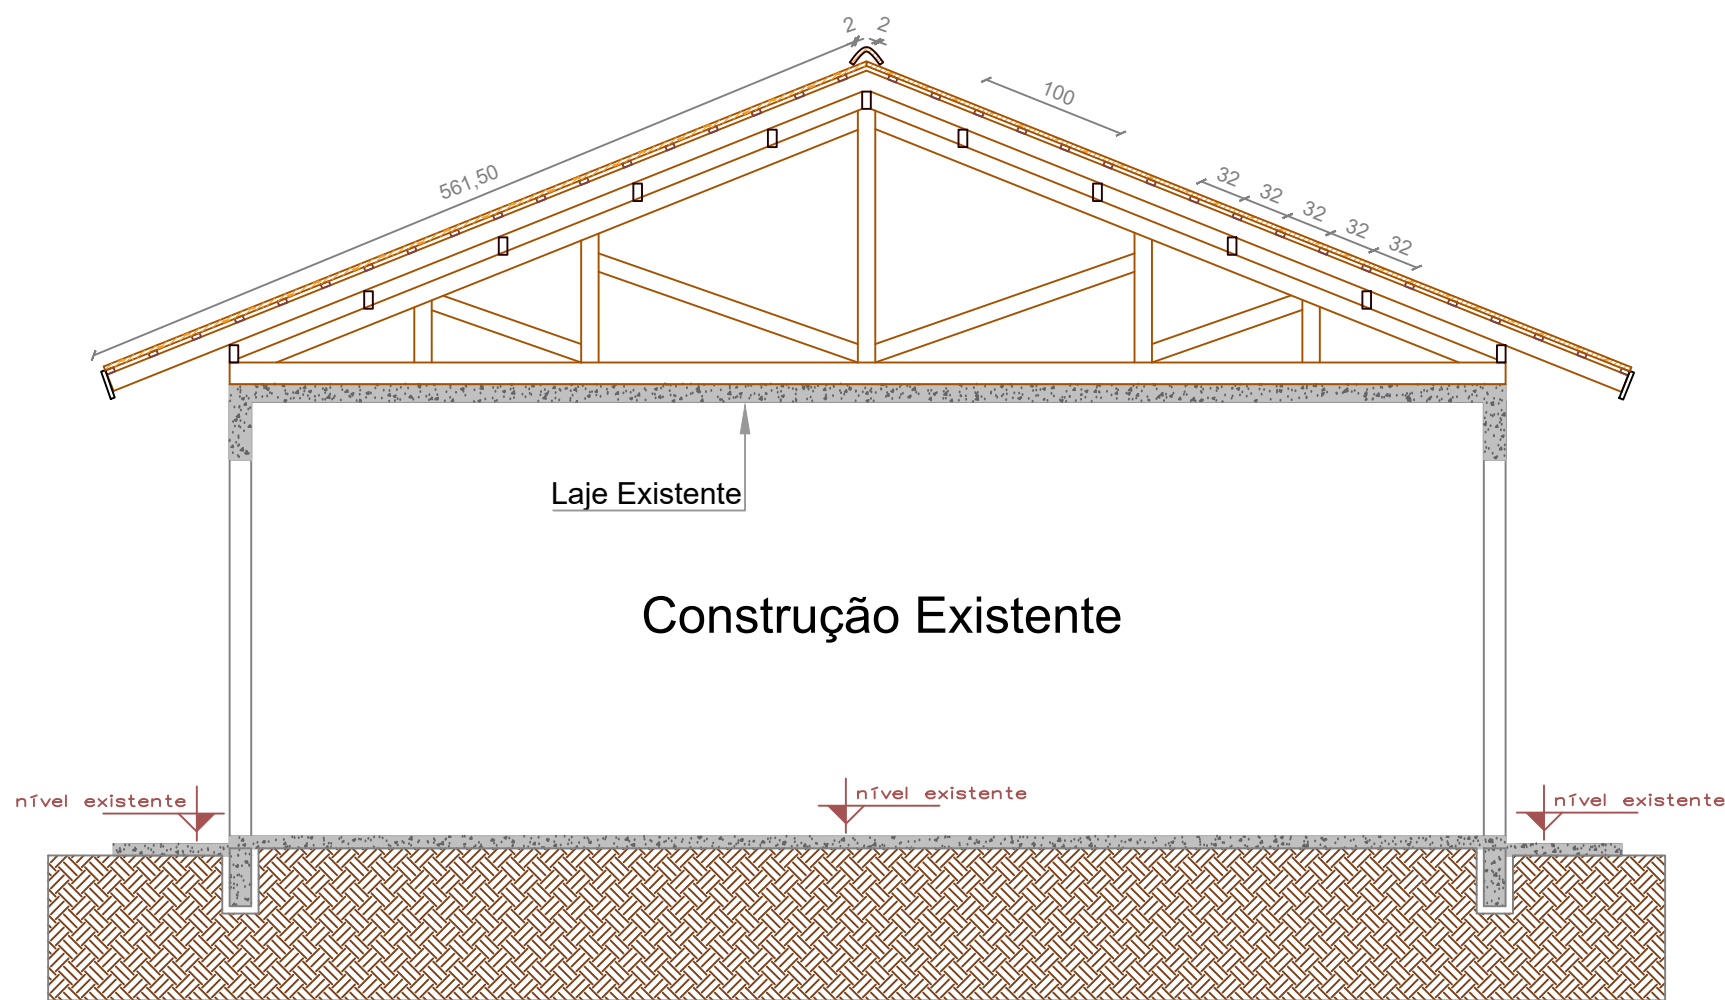 2 2
561,50
100
32
32
32
32
32
Laje Existente
Construção Existente
nível existente
nível existente
nível existente